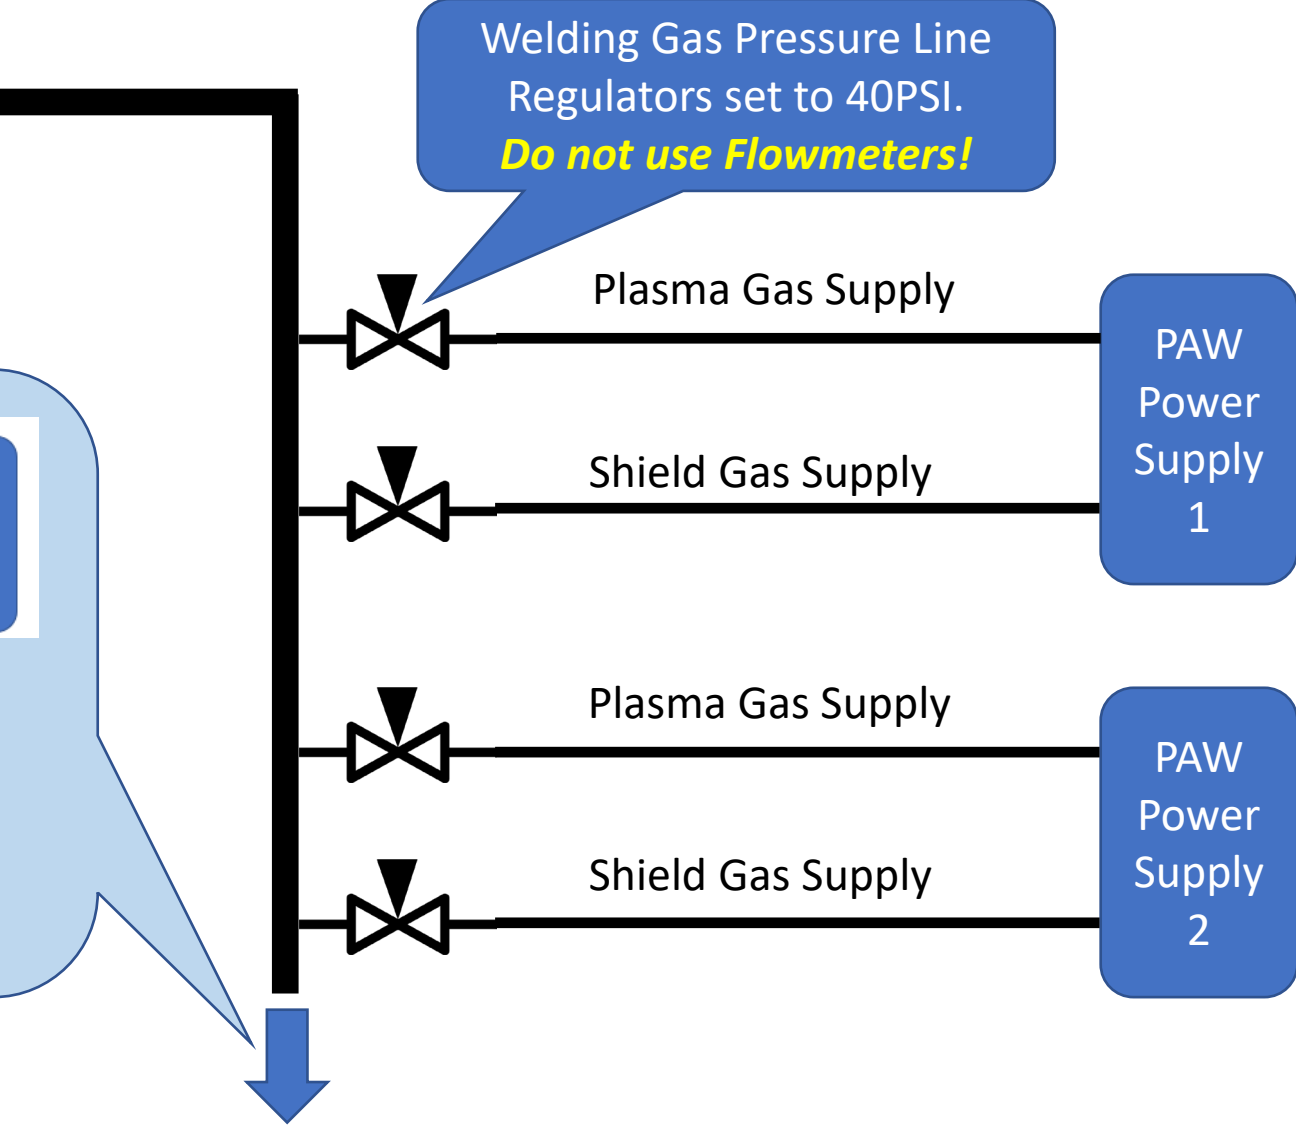 Welding Gas Pressure Line
Regulators set to 40PSI.
Do not use Flowmeters!
Plasma Gas Supply
Shield Gas Supply
PAW
Power
Supply
1
Plasma Gas Supply
Shield Gas Supply
PAW
Power
Supply
2